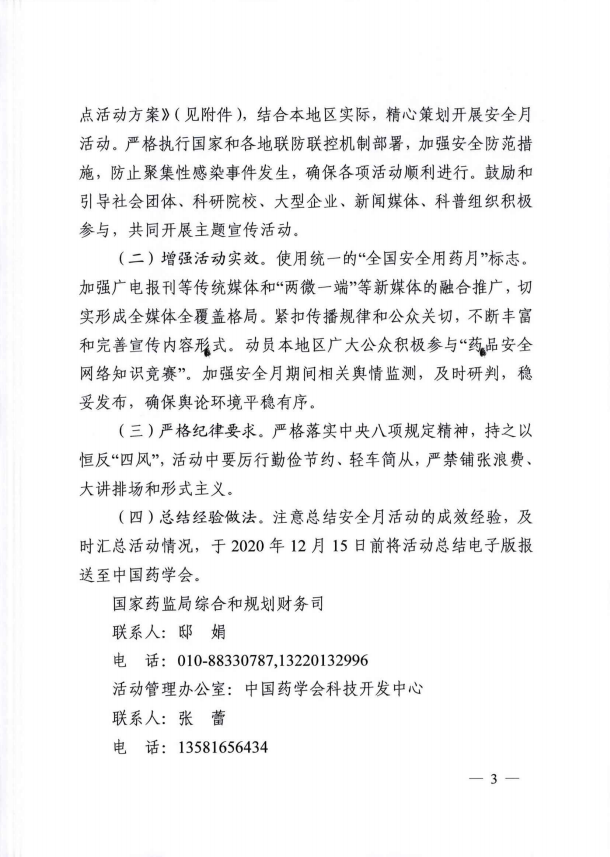 点活动方案》（见附件），结合本地区实际，精心策划开展安全月
活动。严格执行国家和各地联防联控机制部署，加强安全防范措
施，防止聚集性感染事件发生，确保各项活动顺利进行。鼓励和
引导社会团体、科研院校、大型企业、新闻媒体、科普组织积极
参与，共同开展主题宣传活动。
（二）增强活动实效。使用统一的“全国安全用药月”标志。
加强广电报刊等传统媒体和“两微一端”等新媒体的融合推广，切
实形成全媒体全覆盖格局。紧扣传播规律和公众关切，不断丰富
和完善宣传内容形式。动员本地区广大公众积极参与“药品安全
网络知识竞赛”。加强安全月期间相关舆情监测，及时研判，稳
妥发布，确保舆论环境平稳有序。
（三）严格纪律要求。严格落实中央八项规定精神，持之以
恒反“四风”，活动中要厉行勤俭节约、轻车简从，严禁铺张浪费、
大讲排场和形式主义。
（四）总结经验做法。注意总结安全月活动的成效经验，及
时汇总活动情况，于 2020 年 12 月 15 日前将活动总结电子版报
送至中国药学会。
国家药监局综合和规划财务司
联系人：邸　娟
电　话：010-88330787,13220132996
活动管理办公室：中国药学会科技开发中心
联系人：张　蕾
电　话：13581656434
— 3 —